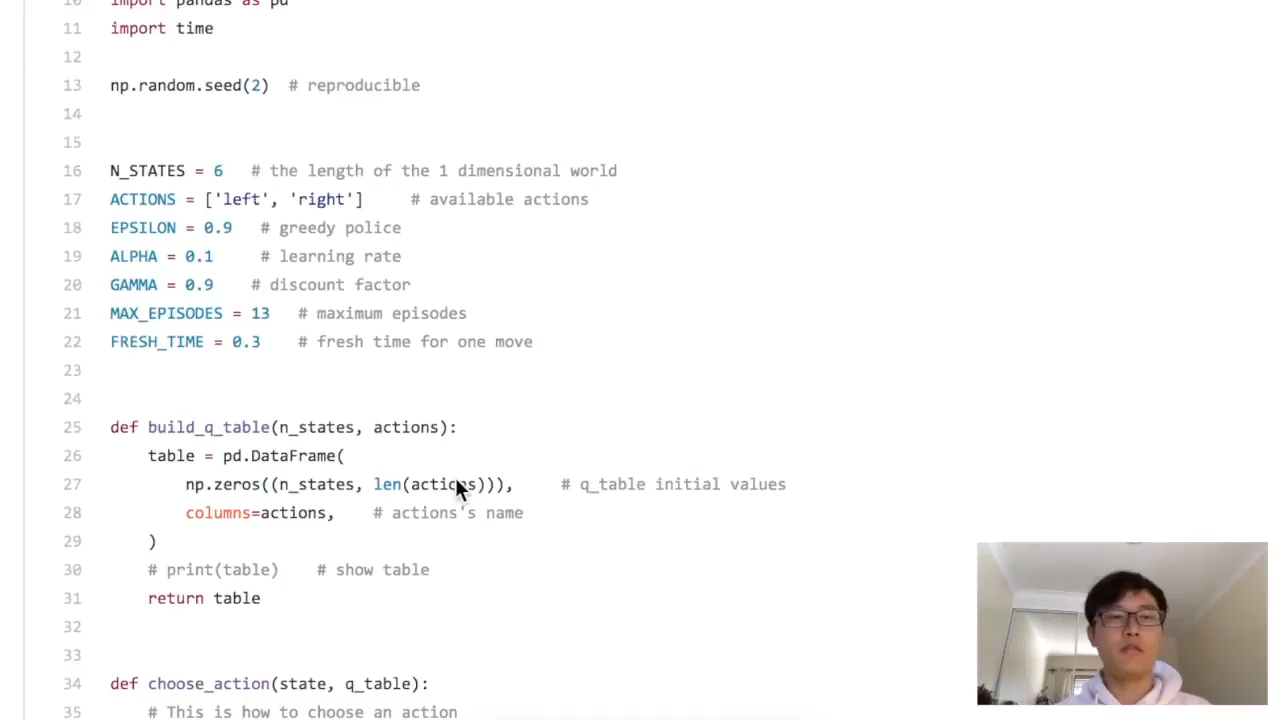 10 import pandas as pd
11 import time
12
13 np.random.seed(2)  # reproducible
14
15
16 N_STATES = 6   # the length of the 1 dimensional world
17 ACTIONS = ['left', 'right']     # available actions
18 EPSILON = 0.9   # greedy police
19 ALPHA = 0.1     # learning rate
20 GAMMA = 0.9    # discount factor
21 MAX_EPISODES = 13   # maximum episodes
22 FRESH_TIME = 0.3    # fresh time for one move
23
24
25 def build_q_table(n_states, actions):
26     table = pd.DataFrame(
27         np.zeros((n_states, len(actions))),     # q_table initial values
28         columns=actions,    # actions's name
29     )
30     # print(table)    # show table
31     return table
32
33
34 def choose_action(state, q_table):
35     # This is how to choose an action